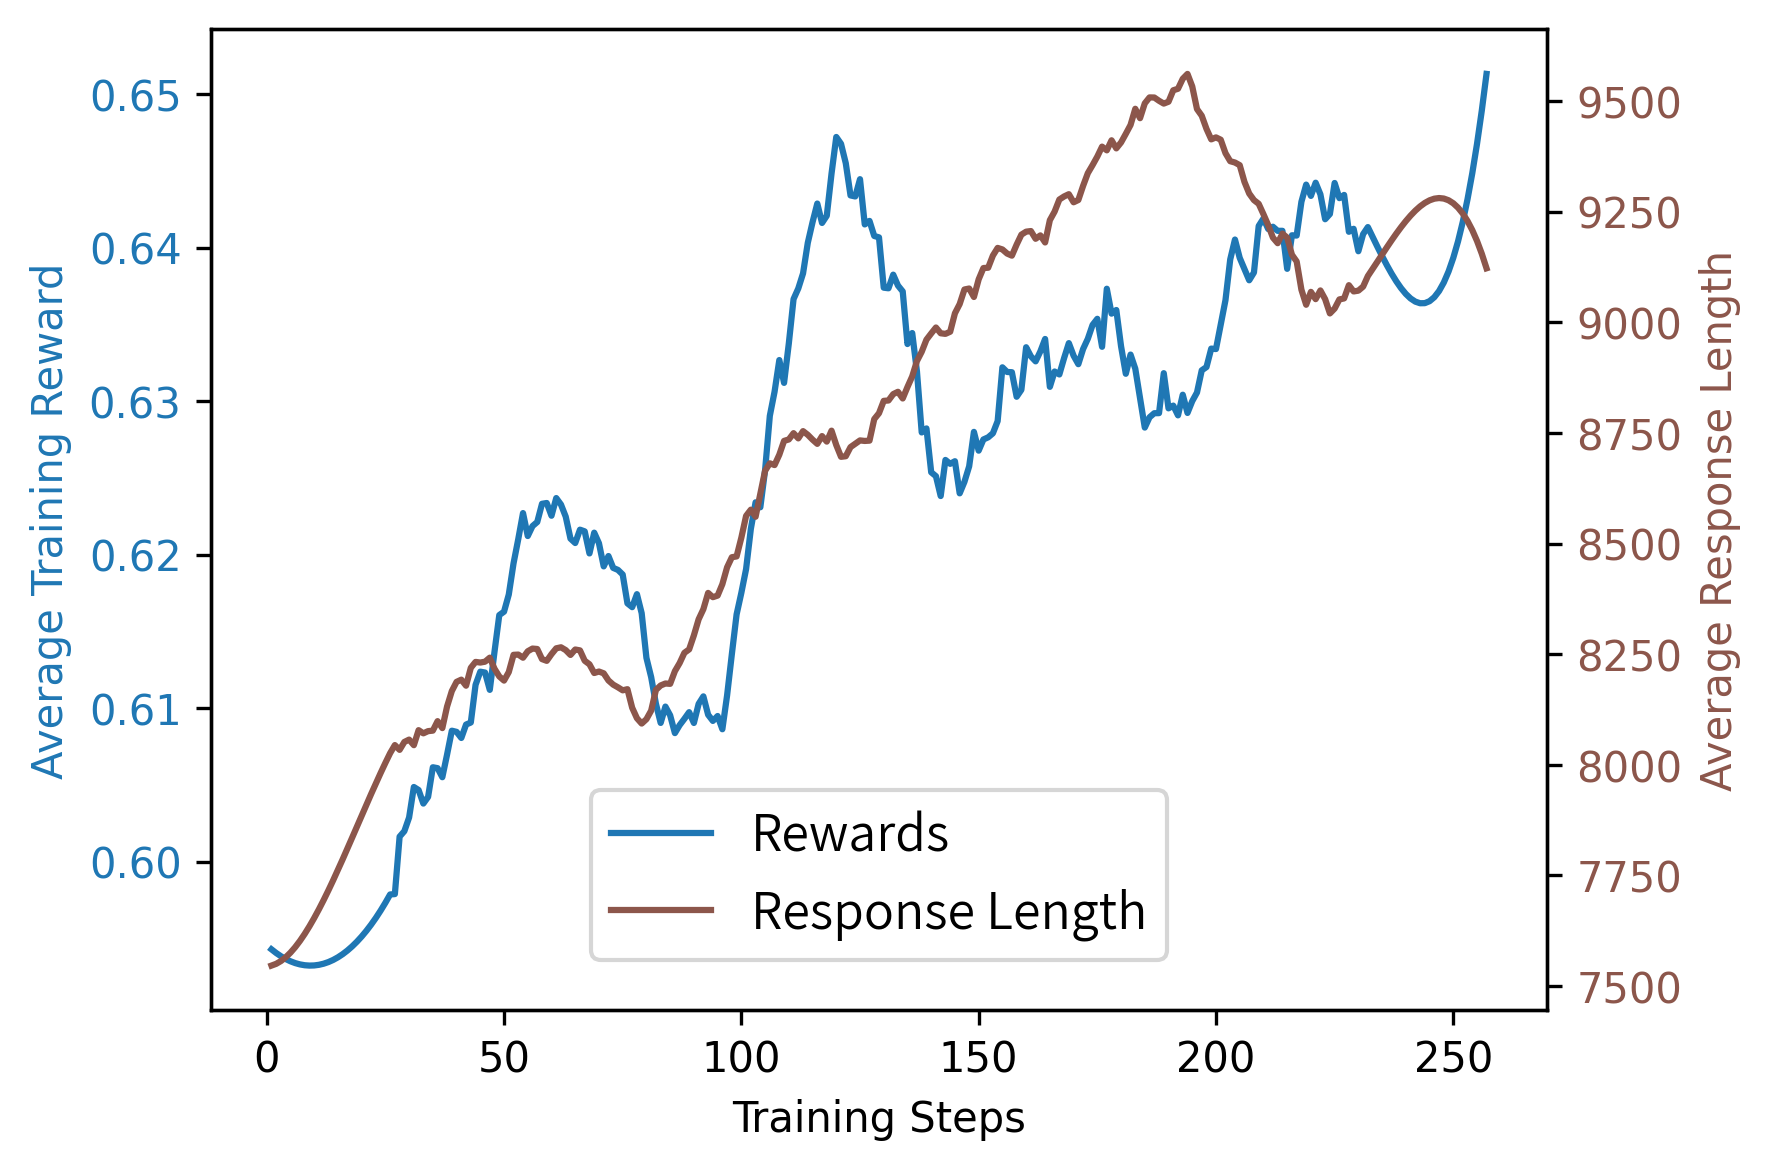 Average Training Reward
0.65
0.64
0.63
0.62
0.61
0.60
Rewards
Response Length
9500
9250
9000
8750
8500
8250
8000
7750
7500
Average Response Length
0 50 100 150 200 250
Training Steps